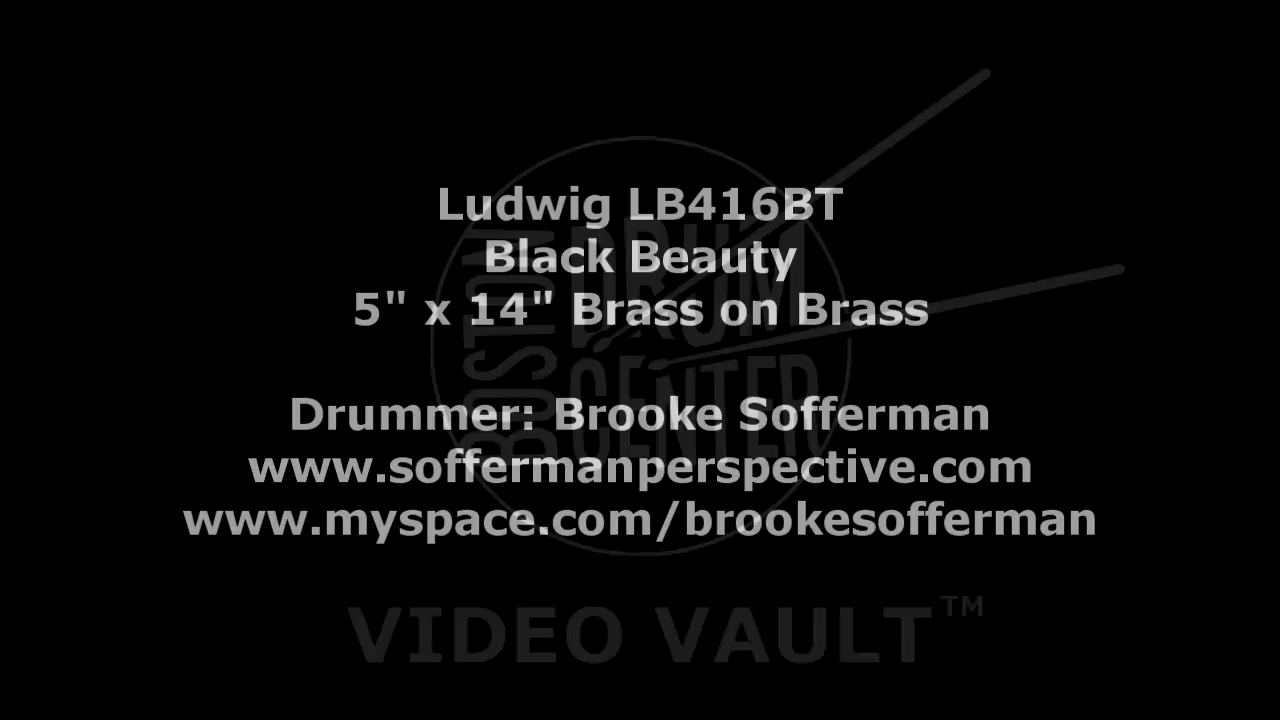 Ludwig LB416BT
Black Beauty
5" x 14" Brass on Brass
Drummer: Brooke Sofferman
www.soffermanperspective.com
www.myspace.com/brookesofferman
BOSTON
DRUM
CENTER
VIDEO VAULT™